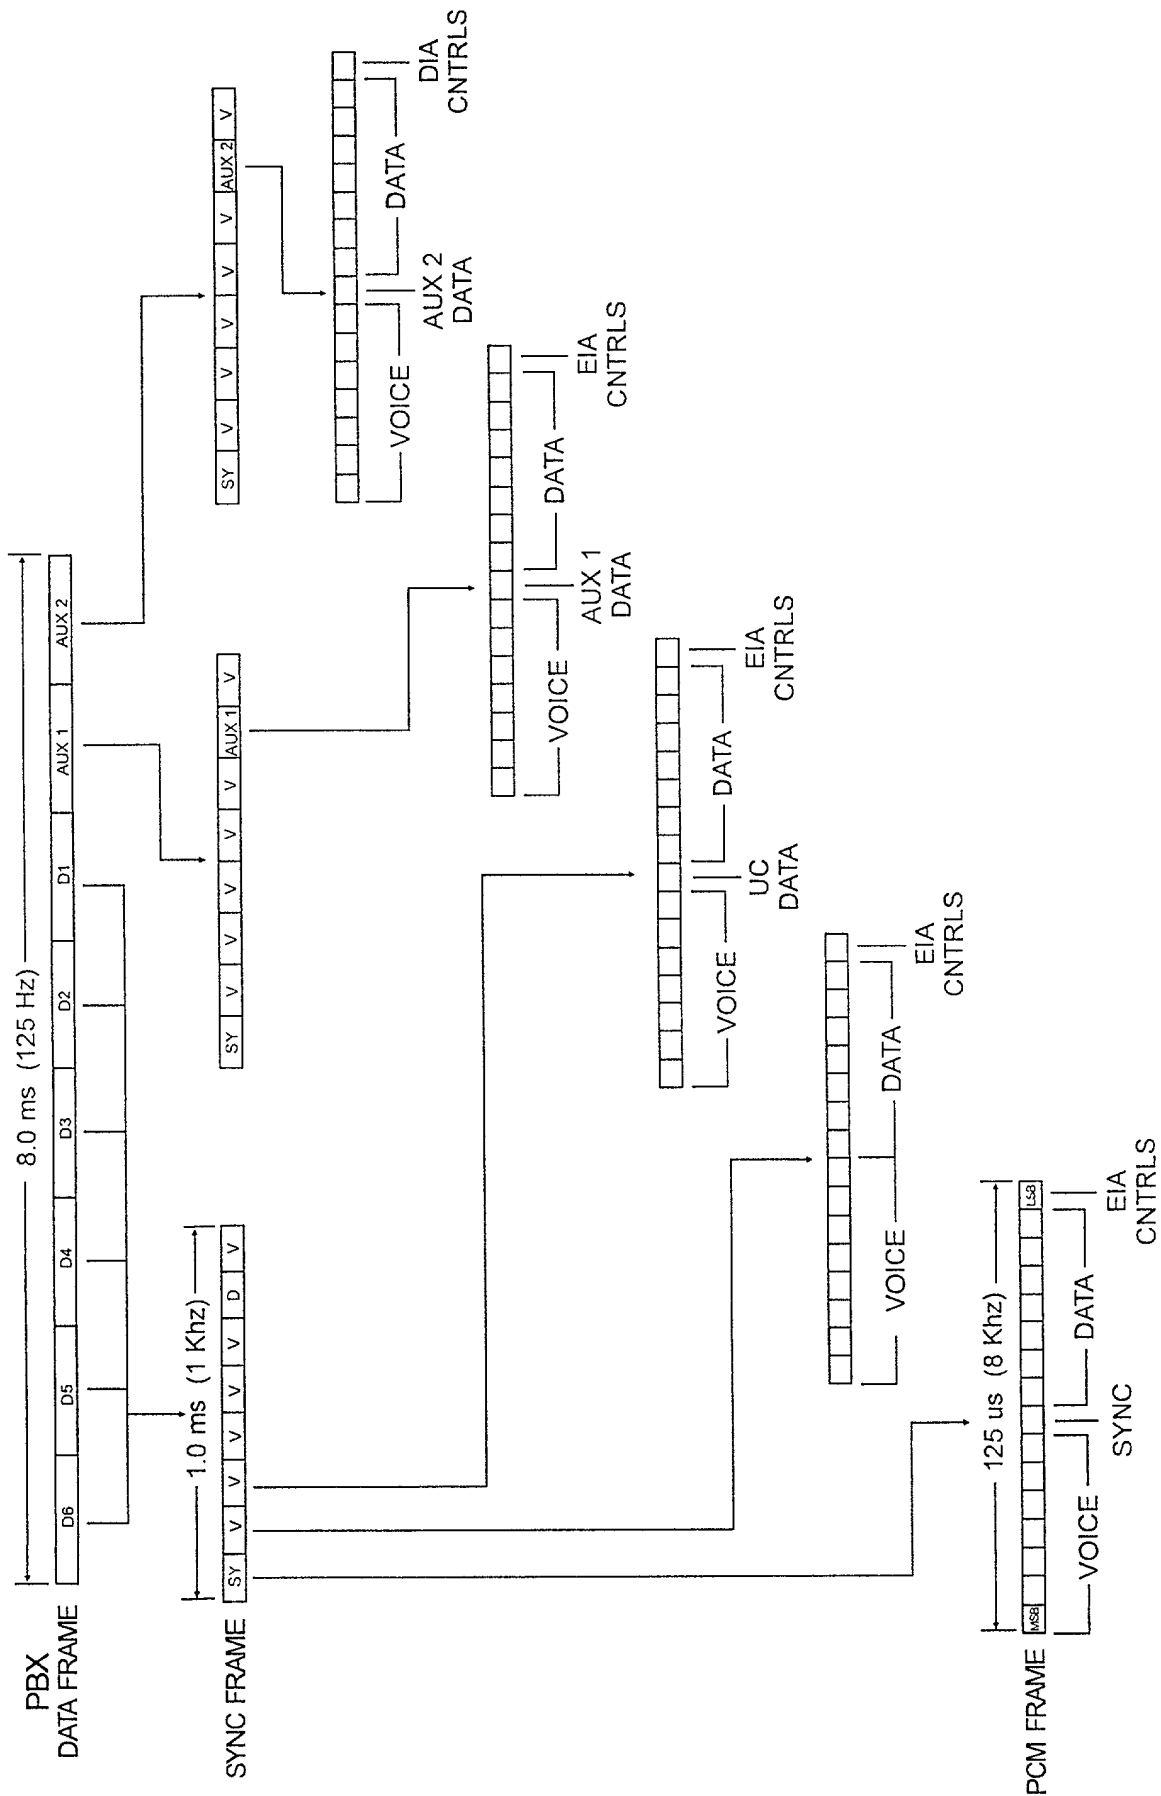 PBX
DATA FRAME
8.0 ms (125 Hz)
D6 D5 D4 D3 D2 D1 AUX 1 AUX 2
SYNC FRAME
1.0 ms (1 Khz)
SY V V V V V D V
SY V V V V V AUX 1 V
SY V V V V V AUX 2 V
VOICE
AUX 2
DATA
DATA
DIA
CNTRLS
VOICE
AUX 1
DATA
DATA
EIA
CNTRLS
VOICE
UC
DATA
DATA
EIA
CNTRLS
VOICE
DATA
EIA
CNTRLS
PCM FRAME
125 us (8 Khz)
MSB LSB
VOICE
SYNC
DATA
EIA
CNTRLS